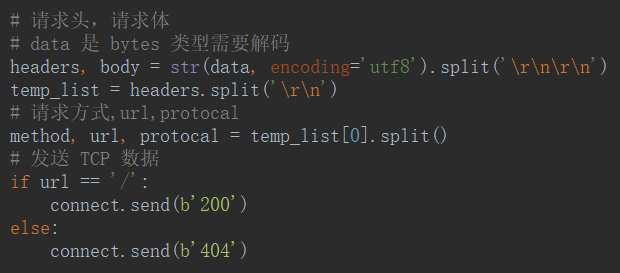 # 请求头，请求体
# data 是 bytes 类型需要解码
headers, body = str(data, encoding='utf8').split('\r\n\r\n')
temp_list = headers.split('\r\n')
# 请求方式,url,protocal
method, url, protocal = temp_list[0].split()
# 发送 TCP 数据
if url == '/':
    connect.send(b'200')
else:
    connect.send(b'404')